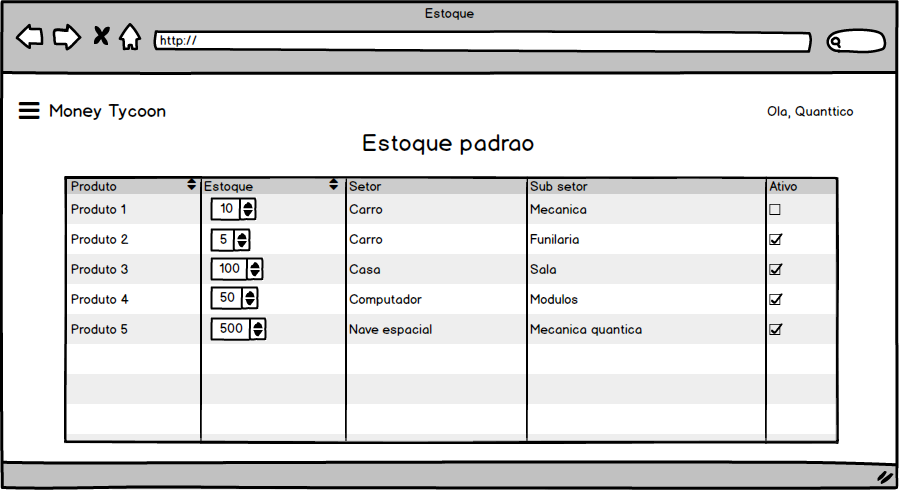 Estoque
http://
Money Tycoon
Ola, Quanttico
Estoque padrao
Produto Estoque Setor Sub setor Ativo
Produto 1 10 Carro Mecanica
Produto 2 5 Carro Funilaria
Produto 3 100 Casa Sala
Produto 4 50 Computador Modulos
Produto 5 500 Nave espacial Mecanica quantica